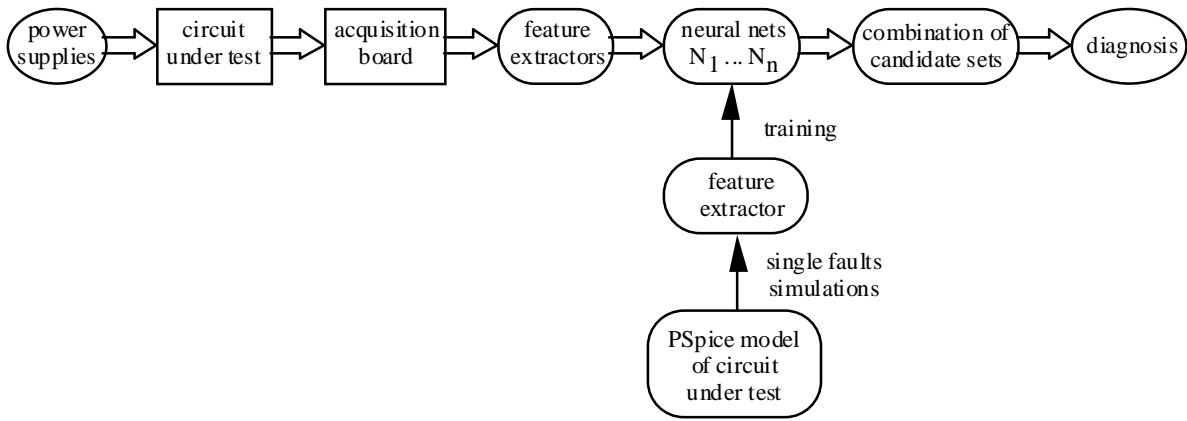 power
supplies
circuit
under test
acquisition
board
feature
extractors
neural nets
N1 ... Nn
combination of
candidate sets
diagnosis
training
feature
extractor
single faults
simulations
PSpice model
of circuit
under test